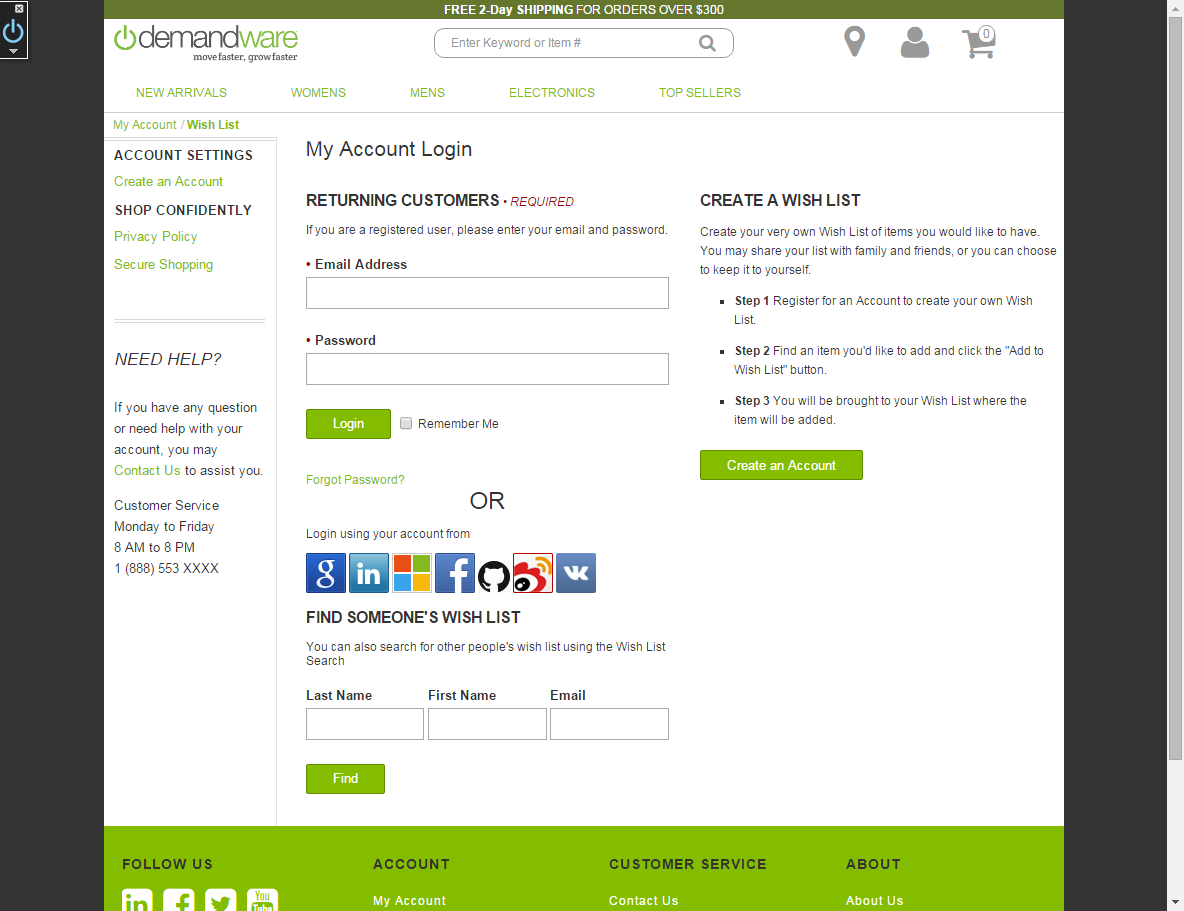 FREE 2-Day SHIPPING FOR ORDERS OVER $300
demandware
move faster, grow faster
Enter Keyword or Item #
0
NEW ARRIVALS WOMENS MENS ELECTRONICS TOP SELLERS
My Account / Wish List
ACCOUNT SETTINGS
Create an Account
SHOP CONFIDENTLY
Privacy Policy
Secure Shopping
NEED HELP?
If you have any question
or need help with your
account, you may
Contact Us to assist you.
Customer Service
Monday to Friday
8 AM to 8 PM
1 (888) 553 XXXX
My Account Login
RETURNING CUSTOMERS • REQUIRED
If you are a registered user, please enter your email and password.
• Email Address
• Password
Login
Remember Me
Forgot Password?
OR
Login using your account from
g in f vk
FIND SOMEONE'S WISH LIST
You can also search for other people's wish list using the Wish List
Search
Last Name First Name Email
Find
CREATE A WISH LIST
Create your very own Wish List of items you would like to have.
You may share your list with family and friends, or you can choose
to keep it to yourself.
Step 1 Register for an Account to create your own Wish
List.
Step 2 Find an item you'd like to add and click the "Add to
Wish List" button.
Step 3 You will be brought to your Wish List where the
item will be added.
Create an Account
FOLLOW US
in f You Tube
ACCOUNT
My Account
CUSTOMER SERVICE
Contact Us
ABOUT
About Us